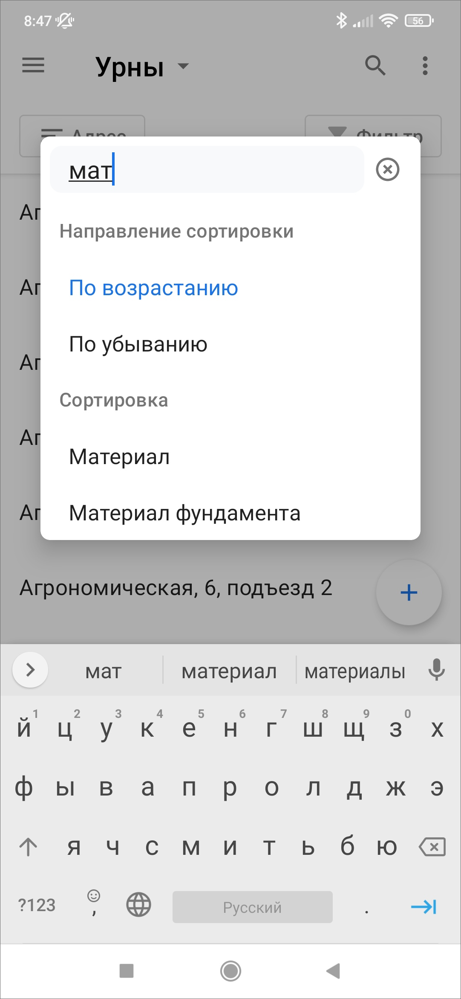 8:47
56
Урны
Адрес
Фильтр
мат
Направление сортировки
По возрастанию
По убыванию
Сортировка
Материал
Материал фундамента
Аг
Аг
Аг
Аг
Аг
Агрономическая, 6, подъезд 2
мат материал материалы
1 2 3 4 5 6 7 8 9 0
й ц у к е н г ш щ з х
ф ы в а п р о л д ж э
я ч с м и т ь б ю
?123 , Русский .